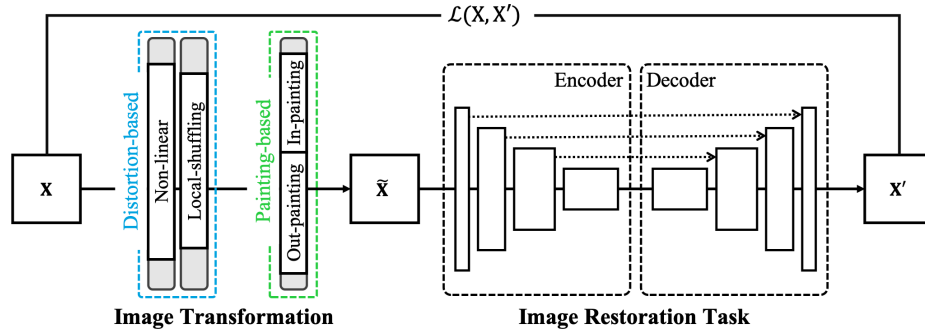 ℒ(X, X′)
Encoder
Decoder
Distortion-based
Non-linear
Local-shuffling
Painting-based
In-painting
Out-painting
X
X̃
X′
Image Transformation
Image Restoration Task